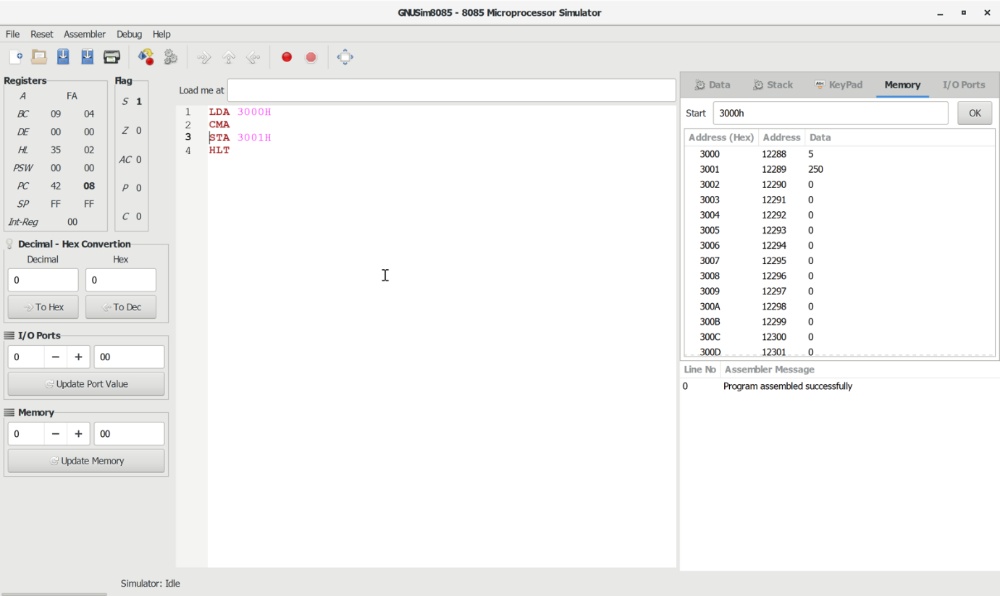 GNUSim8085 - 8085 Microprocessor Simulator
File Reset Assembler Debug Help
Registers
A FA
BC 09 04
DE 00 00
HL 35 02
PSW 00 00
PC 42 08
SP FF FF
Int-Reg 00
Flag
S 1
Z 0
AC 0
P 0
C 0
Decimal - Hex Convertion
Decimal Hex
0 0
To Hex To Dec
I/O Ports
0 − + 00
Update Port Value
Memory
0 − + 00
Update Memory
Load me at
1 LDA 3000H
2 CMA
3 STA 3001H
4 HLT
Data Stack Abc KeyPad Memory I/O Ports
Start 3000h OK
Address (Hex) Address Data
3000 12288 5
3001 12289 250
3002 12290 0
3003 12291 0
3004 12292 0
3005 12293 0
3006 12294 0
3007 12295 0
3008 12296 0
3009 12297 0
300A 12298 0
300B 12299 0
300C 12300 0
300D 12301 0
Line No Assembler Message
0 Program assembled successfully
Simulator: Idle